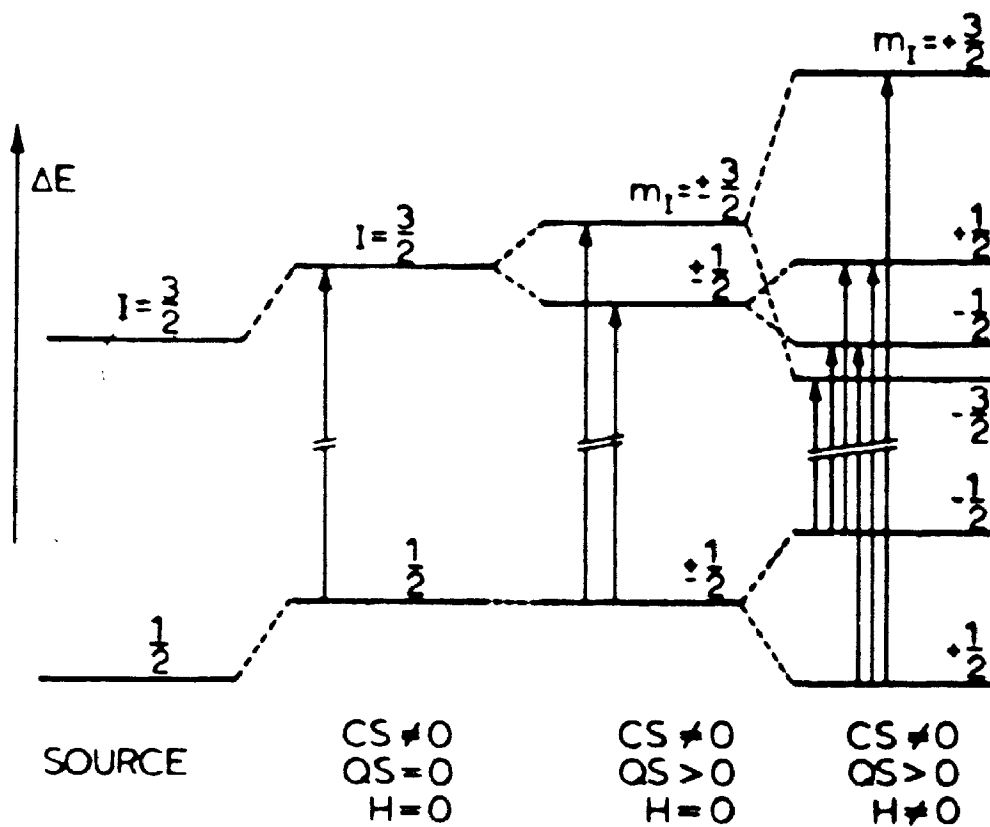 m_I = + 3/2
ΔE
I = 3/2
I = 3/2
m_I = ± 3/2
± 1/2
+ 1/2
- 1/2
- 3/2
- 1/2
1/2
1/2
± 1/2
+ 1/2
SOURCE
CS ≠ 0
QS = 0
H = 0
CS ≠ 0
QS > 0
H = 0
CS ≠ 0
QS > 0
H ≠ 0